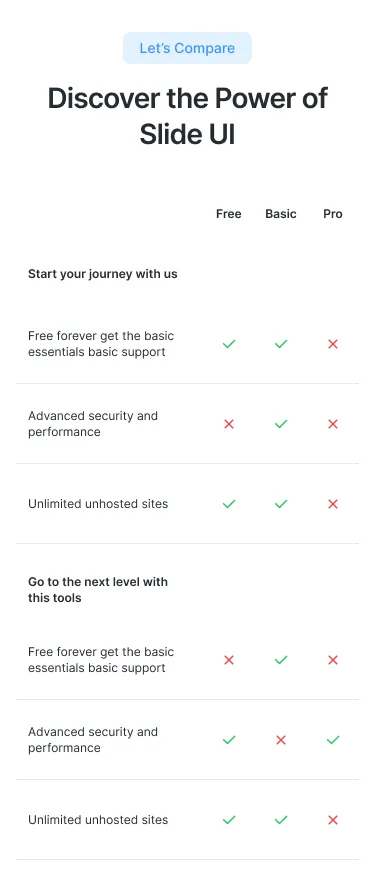 Let's Compare
Discover the Power of
Slide UI
Free Basic Pro
Start your journey with us
Free forever get the basic
essentials basic support
Advanced security and
performance
Unlimited unhosted sites
Go to the next level with
this tools
Free forever get the basic
essentials basic support
Advanced security and
performance
Unlimited unhosted sites